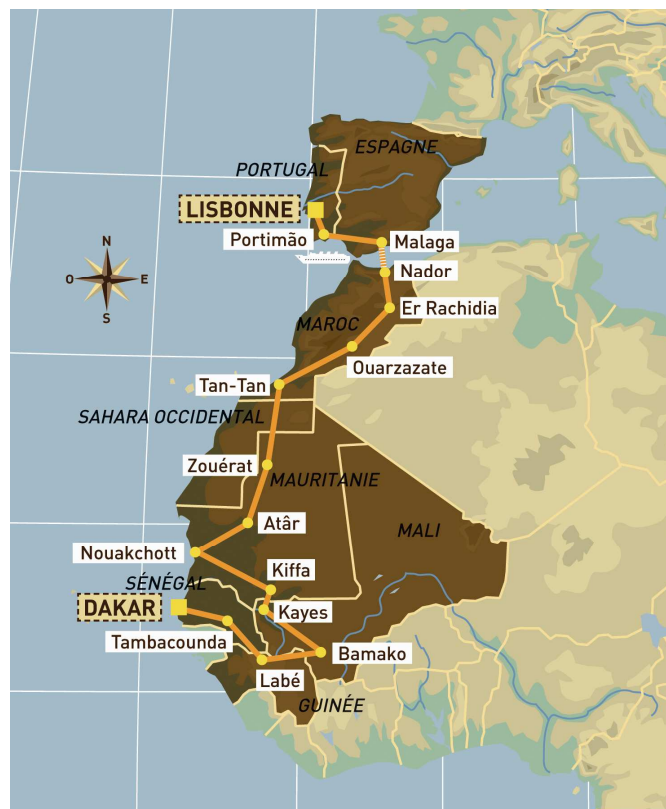 ESPAGNE
PORTUGAL
LISBONNE
Portimão
Malaga
N
O
E
S
Nador
Er Rachidia
MAROC
Ouarzazate
Tan-Tan
SAHARA OCCIDENTAL
Zouérat
MAURITANIE
Atâr
MALI
Nouakchott
Kiffa
SÉNÉGAL
DAKAR
Kayes
Tambacounda
Bamako
Labé
GUINÉE